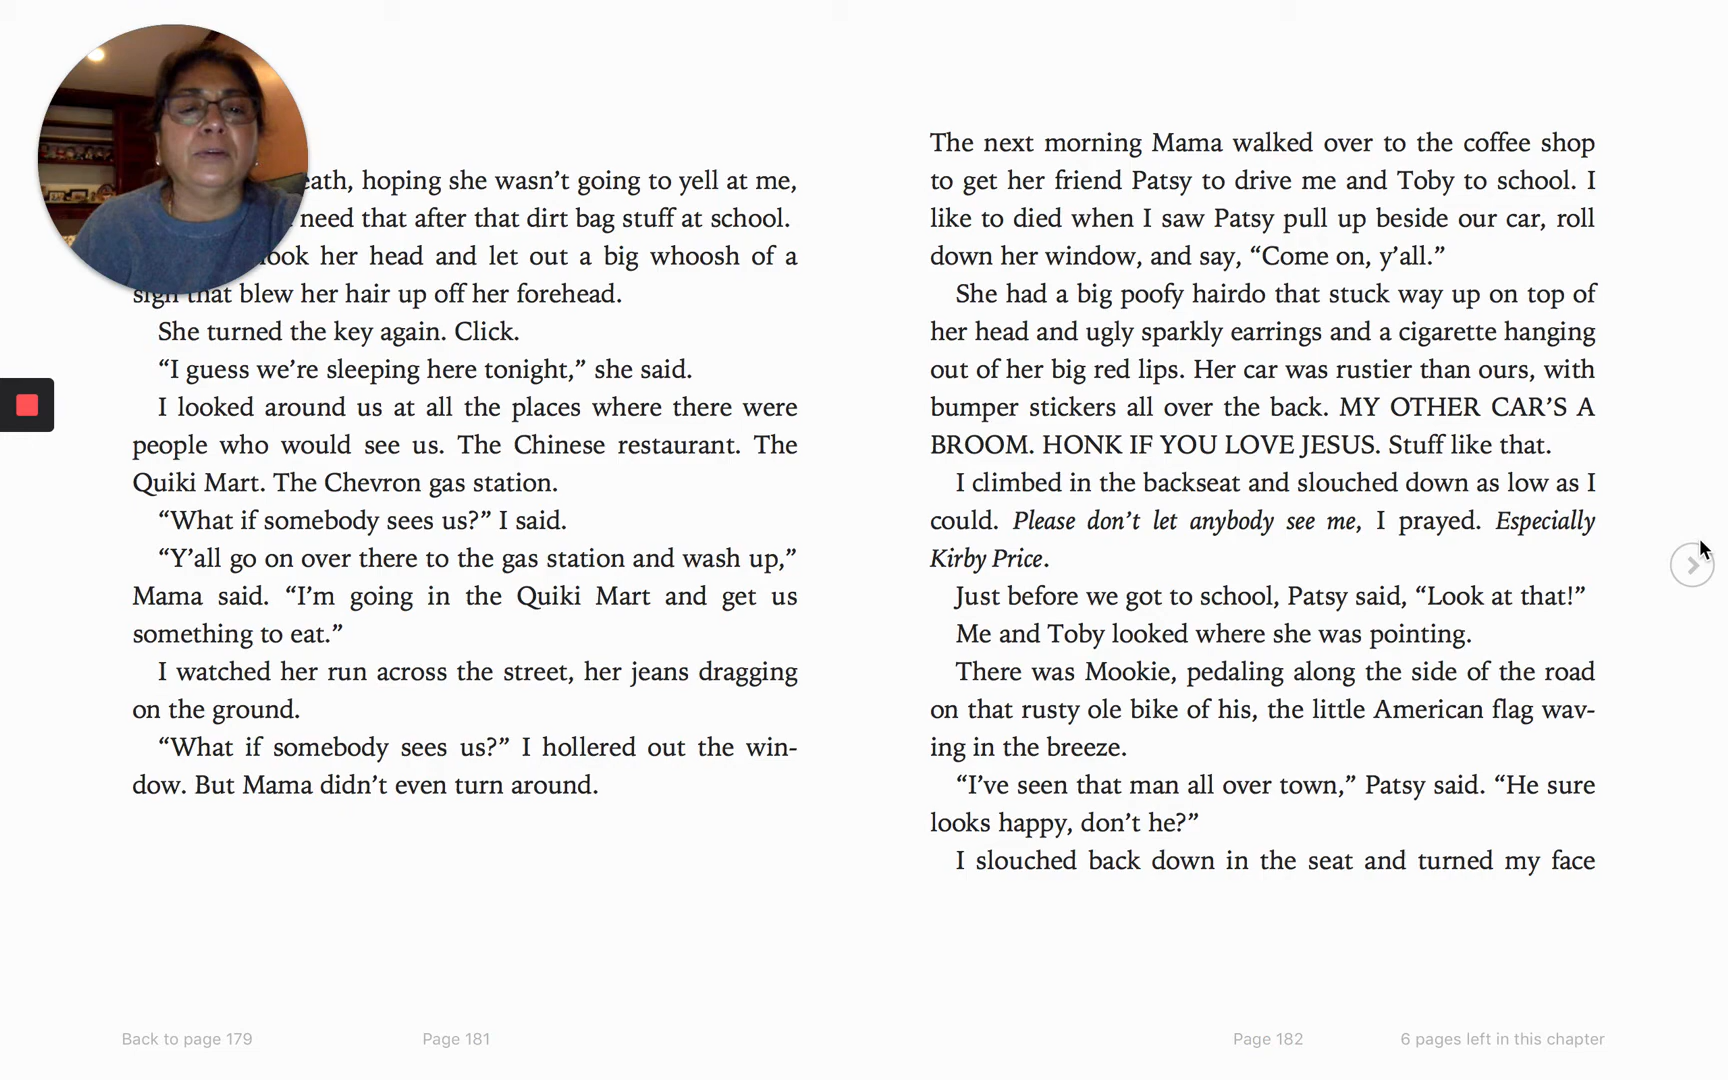 eath, hoping she wasn’t going to yell at me,
need that after that dirt bag stuff at school.
ook her head and let out a big whoosh of a
sigh that blew her hair up off her forehead.
She turned the key again. Click.
“I guess we’re sleeping here tonight,” she said.
I looked around us at all the places where there were
people who would see us. The Chinese restaurant. The
Quiki Mart. The Chevron gas station.
“What if somebody sees us?” I said.
“Y’all go on over there to the gas station and wash up,”
Mama said. “I’m going in the Quiki Mart and get us
something to eat.”
I watched her run across the street, her jeans dragging
on the ground.
“What if somebody sees us?” I hollered out the win-
dow. But Mama didn’t even turn around.
The next morning Mama walked over to the coffee shop
to get her friend Patsy to drive me and Toby to school. I
like to died when I saw Patsy pull up beside our car, roll
down her window, and say, “Come on, y’all.”
She had a big poofy hairdo that stuck way up on top of
her head and ugly sparkly earrings and a cigarette hanging
out of her big red lips. Her car was rustier than ours, with
bumper stickers all over the back. MY OTHER CAR’S A
BROOM. HONK IF YOU LOVE JESUS. Stuff like that.
I climbed in the backseat and slouched down as low as I
could. Please don’t let anybody see me, I prayed. Especially
Kirby Price.
Just before we got to school, Patsy said, “Look at that!”
Me and Toby looked where she was pointing.
There was Mookie, pedaling along the side of the road
on that rusty ole bike of his, the little American flag wav-
ing in the breeze.
“I’ve seen that man all over town,” Patsy said. “He sure
looks happy, don’t he?”
I slouched back down in the seat and turned my face
Back to page 179
Page 181
Page 182
6 pages left in this chapter